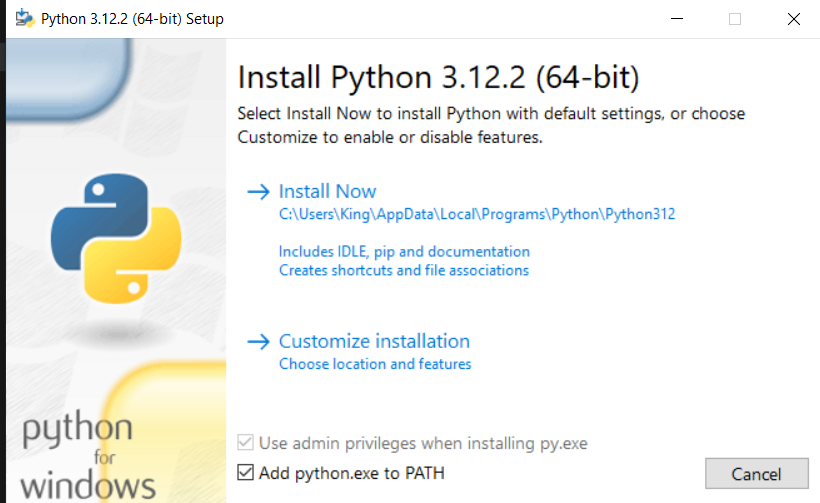 Python 3.12.2 (64-bit) Setup
Install Python 3.12.2 (64-bit)
Select Install Now to install Python with default settings, or choose
Customize to enable or disable features.
Install Now
C:\Users\King\AppData\Local\Programs\Python\Python312
Includes IDLE, pip and documentation
Creates shortcuts and file associations
Customize installation
Choose location and features
python
for
windows
Use admin privileges when installing py.exe
Add python.exe to PATH
Cancel